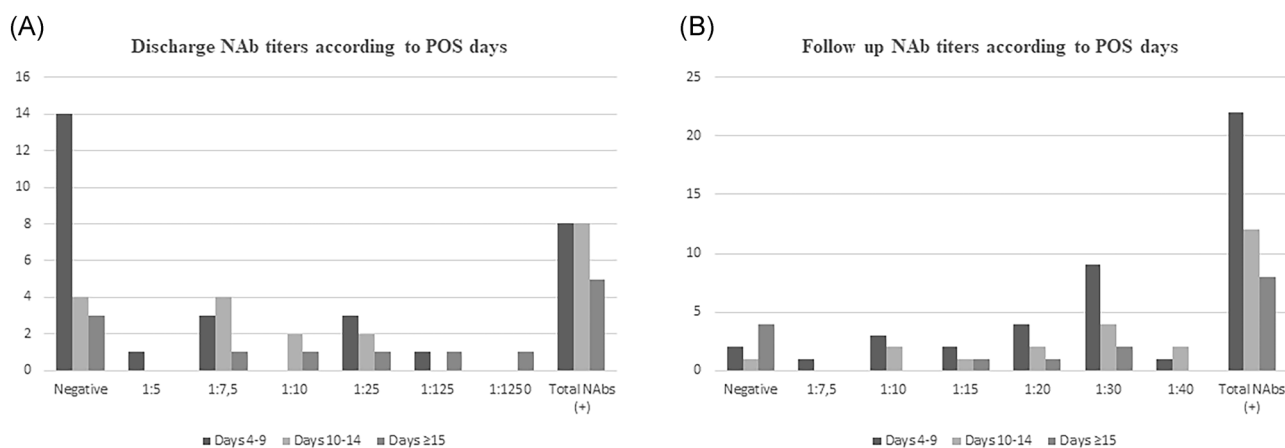 (A)
Discharge NAb titers according to POS days
16
14
12
10
8
6
4
2
0
Negative 1:5 1:7,5 1:10 1:25 1:125 1:1250 Total NAbs
(+)
Days 4-9 Days 10-14 Days ≥15
(B)
Follow up NAb titers according to POS days
25
20
15
10
5
0
Negative 1:7,5 1:10 1:15 1:20 1:30 1:40 Total NAbs
(+)
Days 4-9 Days 10-14 Days ≥15